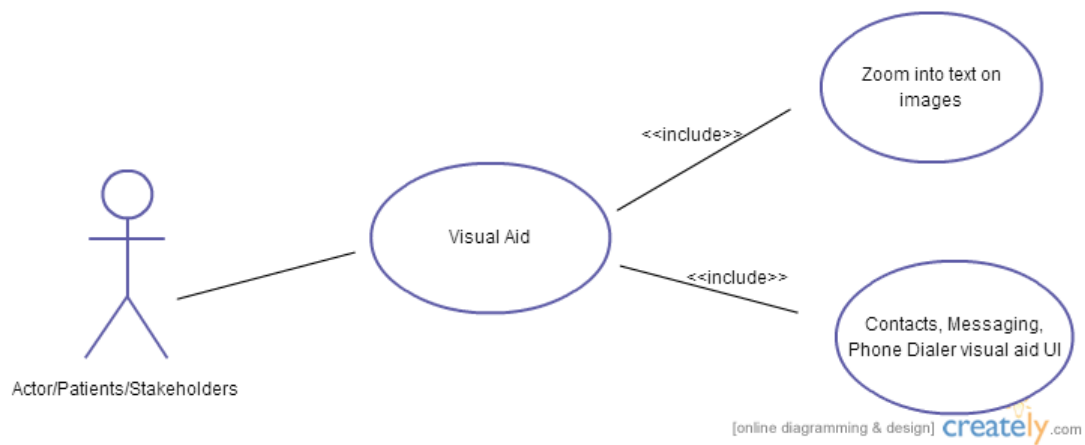 Zoom into text on
images
<<include>>
Visual Aid
<<include>>
Contacts, Messaging,
Phone Dialer visual aid UI
Actor/Patients/Stakeholders
[online diagramming & design] creately.com